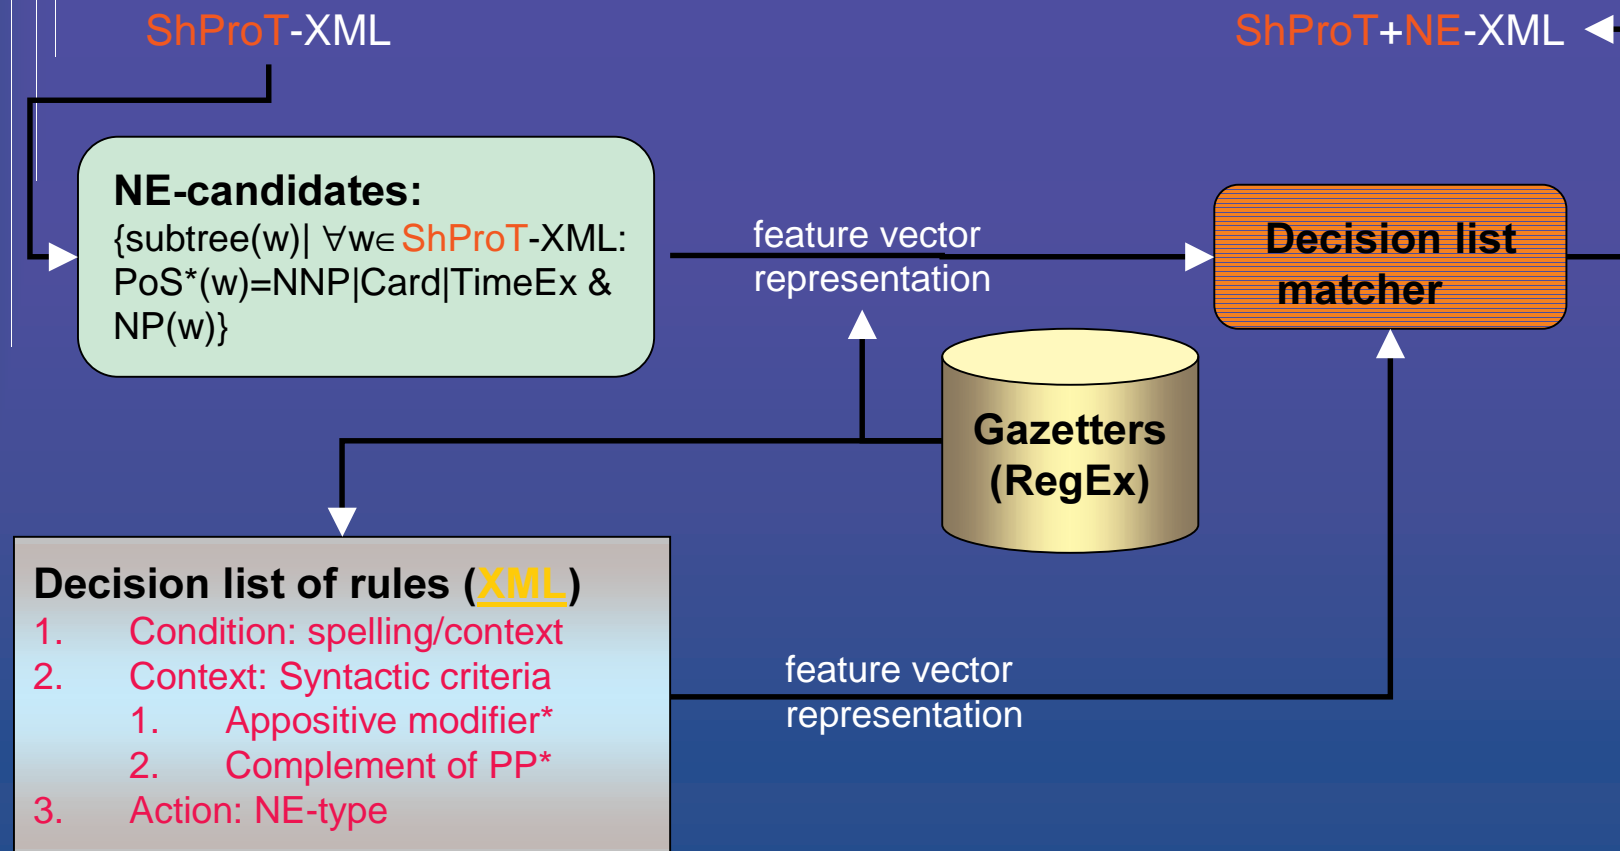 ShProT-XML
ShProT+NE-XML
NE-candidates:
{subtree(w)| ∀w∈ShProT-XML:
PoS*(w)=NNP|Card|TimeEx &
NP(w)}
feature vector
representation
Decision list
matcher
Gazetters
(RegEx)
Decision list of rules (XML)
1. Condition: spelling/context
2. Context: Syntactic criteria
1. Appositive modifier*
2. Complement of PP*
3. Action: NE-type
feature vector
representation